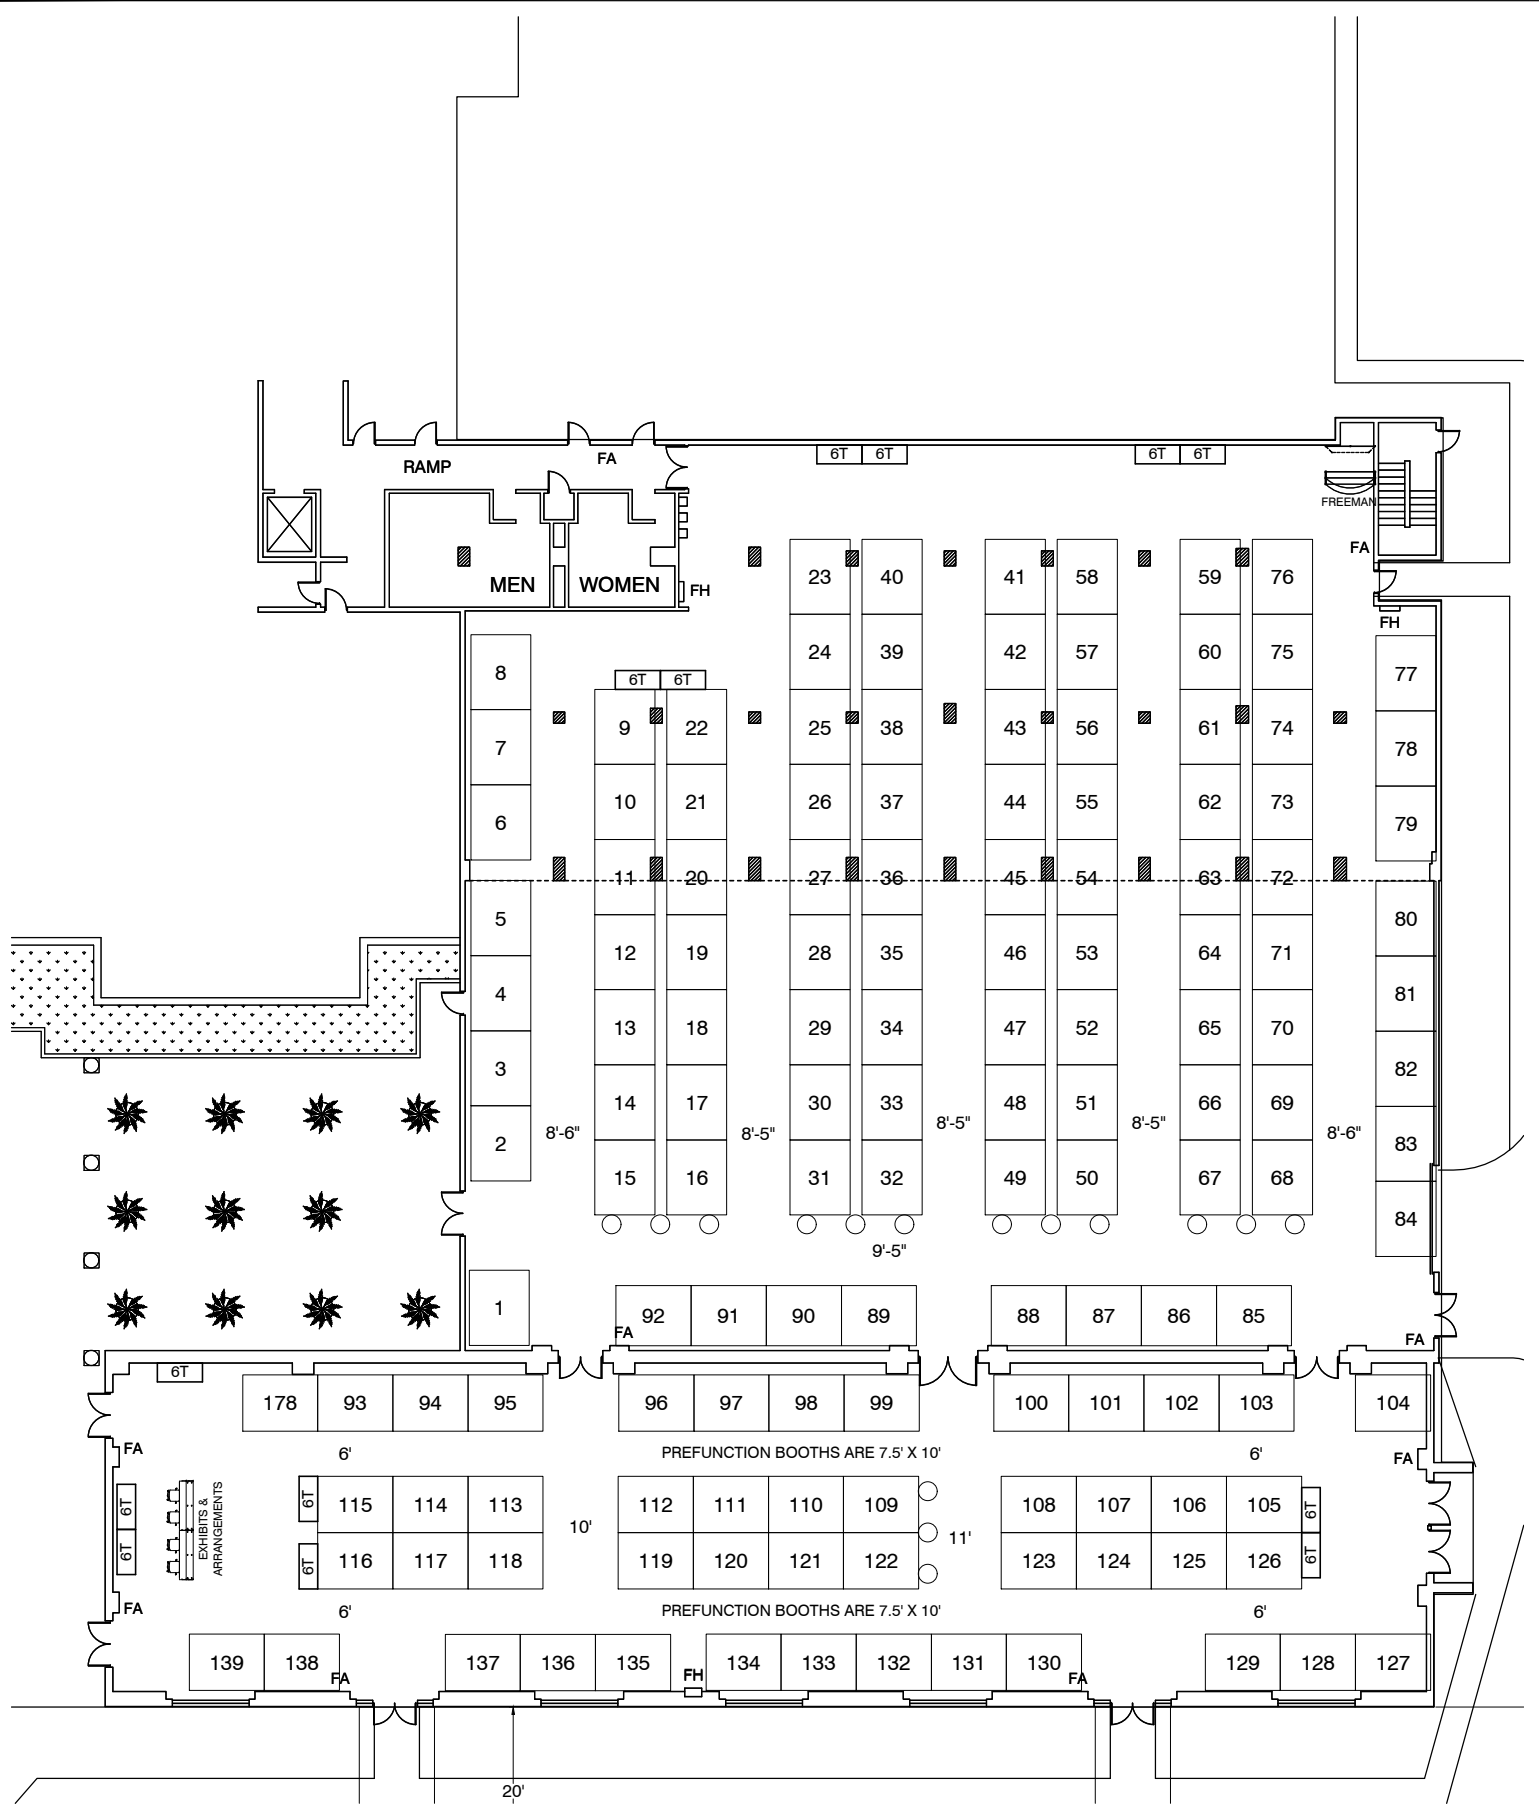 RAMP
FA
6T 6T
6T 6T
FREEMAN
FA
MEN
WOMEN
FH
FH
23 40 41 58 59 76
24 39 42 57 60 75
8
77
6T 6T
9 22 25 38 43 56 61 74
7
78
10 21 26 37 44 55 62 73
6
79
11 20 27 36 45 54 63 72
5
80
12 19 28 35 46 53 64 71
4
81
13 18 29 34 47 52 65 70
3
82
14 17 30 33 48 51 66 69
8'-6" 8'-5" 8'-5" 8'-5" 8'-6"
2
83
15 16 31 32 49 50 67 68
84
9'-5"
1
92 91 90 89 88 87 86 85
FA
FA
6T
178 93 94 95 96 97 98 99 100 101 102 103 104
FA
6'
PREFUNCTION BOOTHS ARE 7.5' X 10'
6'
FA
6T
6T
EXHIBITS &
ARRANGEMENTS
6T
115 114 113 112 111 110 109 108 107 106 105
6T
10'
11'
6T
116 117 118 119 120 121 122 123 124 125 126
6T
FA
6'
PREFUNCTION BOOTHS ARE 7.5' X 10'
6'
139 138 137 136 135 134 133 132 131 130 129 128 127
FA
FH
FA
20'